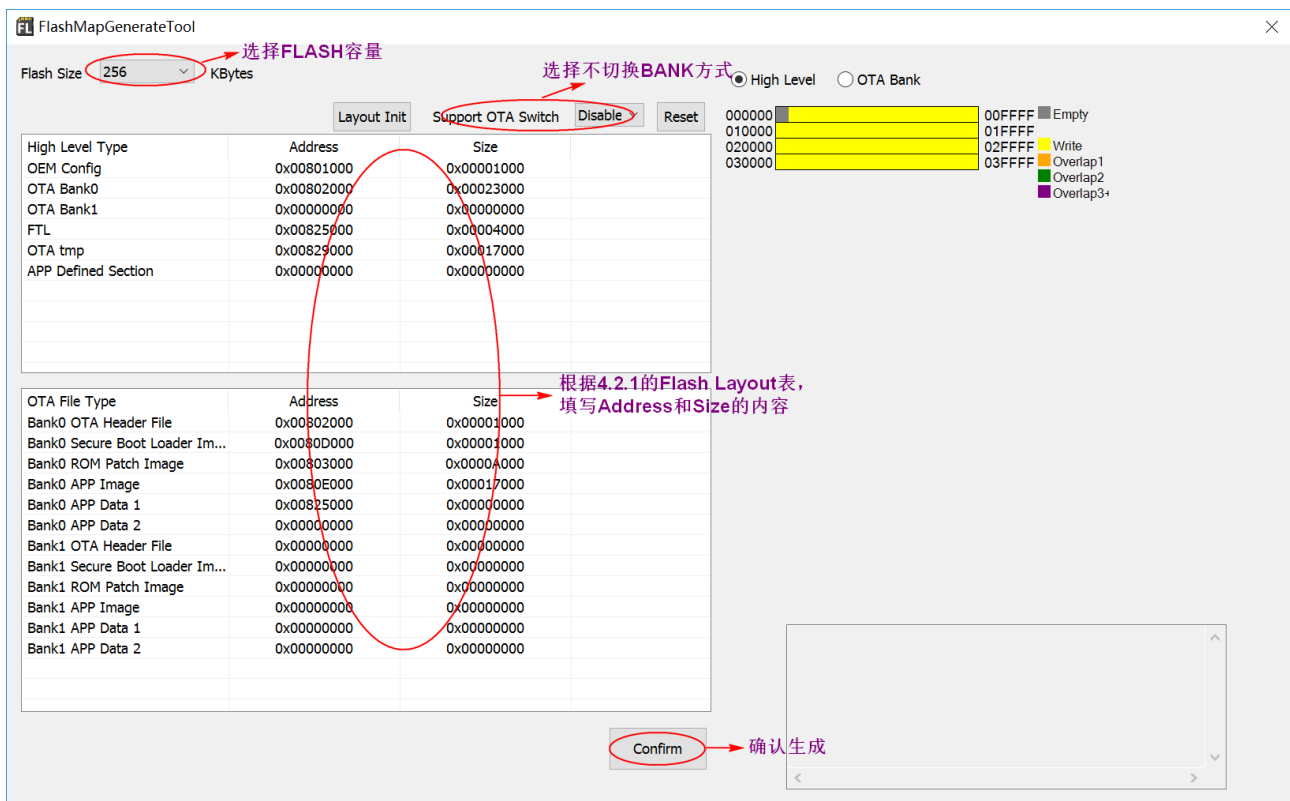 FL FlashMapGenerateTool
选择FLASH容量
Flash Size 256 KBytes
选择不切换BANK方式
High Level OTA Bank
Layout Init Support OTA Switch Disable Reset
000000 00FFFF Empty
010000 01FFFF
020000 02FFFF Write
030000 03FFFF Overlap1
Overlap2
Overlap3+
High Level Type Address Size
OEM Config 0x00801000 0x00001000
OTA Bank0 0x00802000 0x00023000
OTA Bank1 0x00000000 0x00000000
FTL 0x00825000 0x00004000
OTA tmp 0x00829000 0x00017000
APP Defined Section 0x00000000 0x00000000
根据4.2.1的Flash Layout表，
填写Address和Size的内容
OTA File Type Address Size
Bank0 OTA Header File 0x00802000 0x00001000
Bank0 Secure Boot Loader Im... 0x0080D000 0x00001000
Bank0 ROM Patch Image 0x00803000 0x0000A000
Bank0 APP Image 0x0080E000 0x00017000
Bank0 APP Data 1 0x00825000 0x00000000
Bank0 APP Data 2 0x00000000 0x00000000
Bank1 OTA Header File 0x00000000 0x00000000
Bank1 Secure Boot Loader Im... 0x00000000 0x00000000
Bank1 ROM Patch Image 0x00000000 0x00000000
Bank1 APP Image 0x00000000 0x00000000
Bank1 APP Data 1 0x00000000 0x00000000
Bank1 APP Data 2 0x00000000 0x00000000
Confirm
确认生成